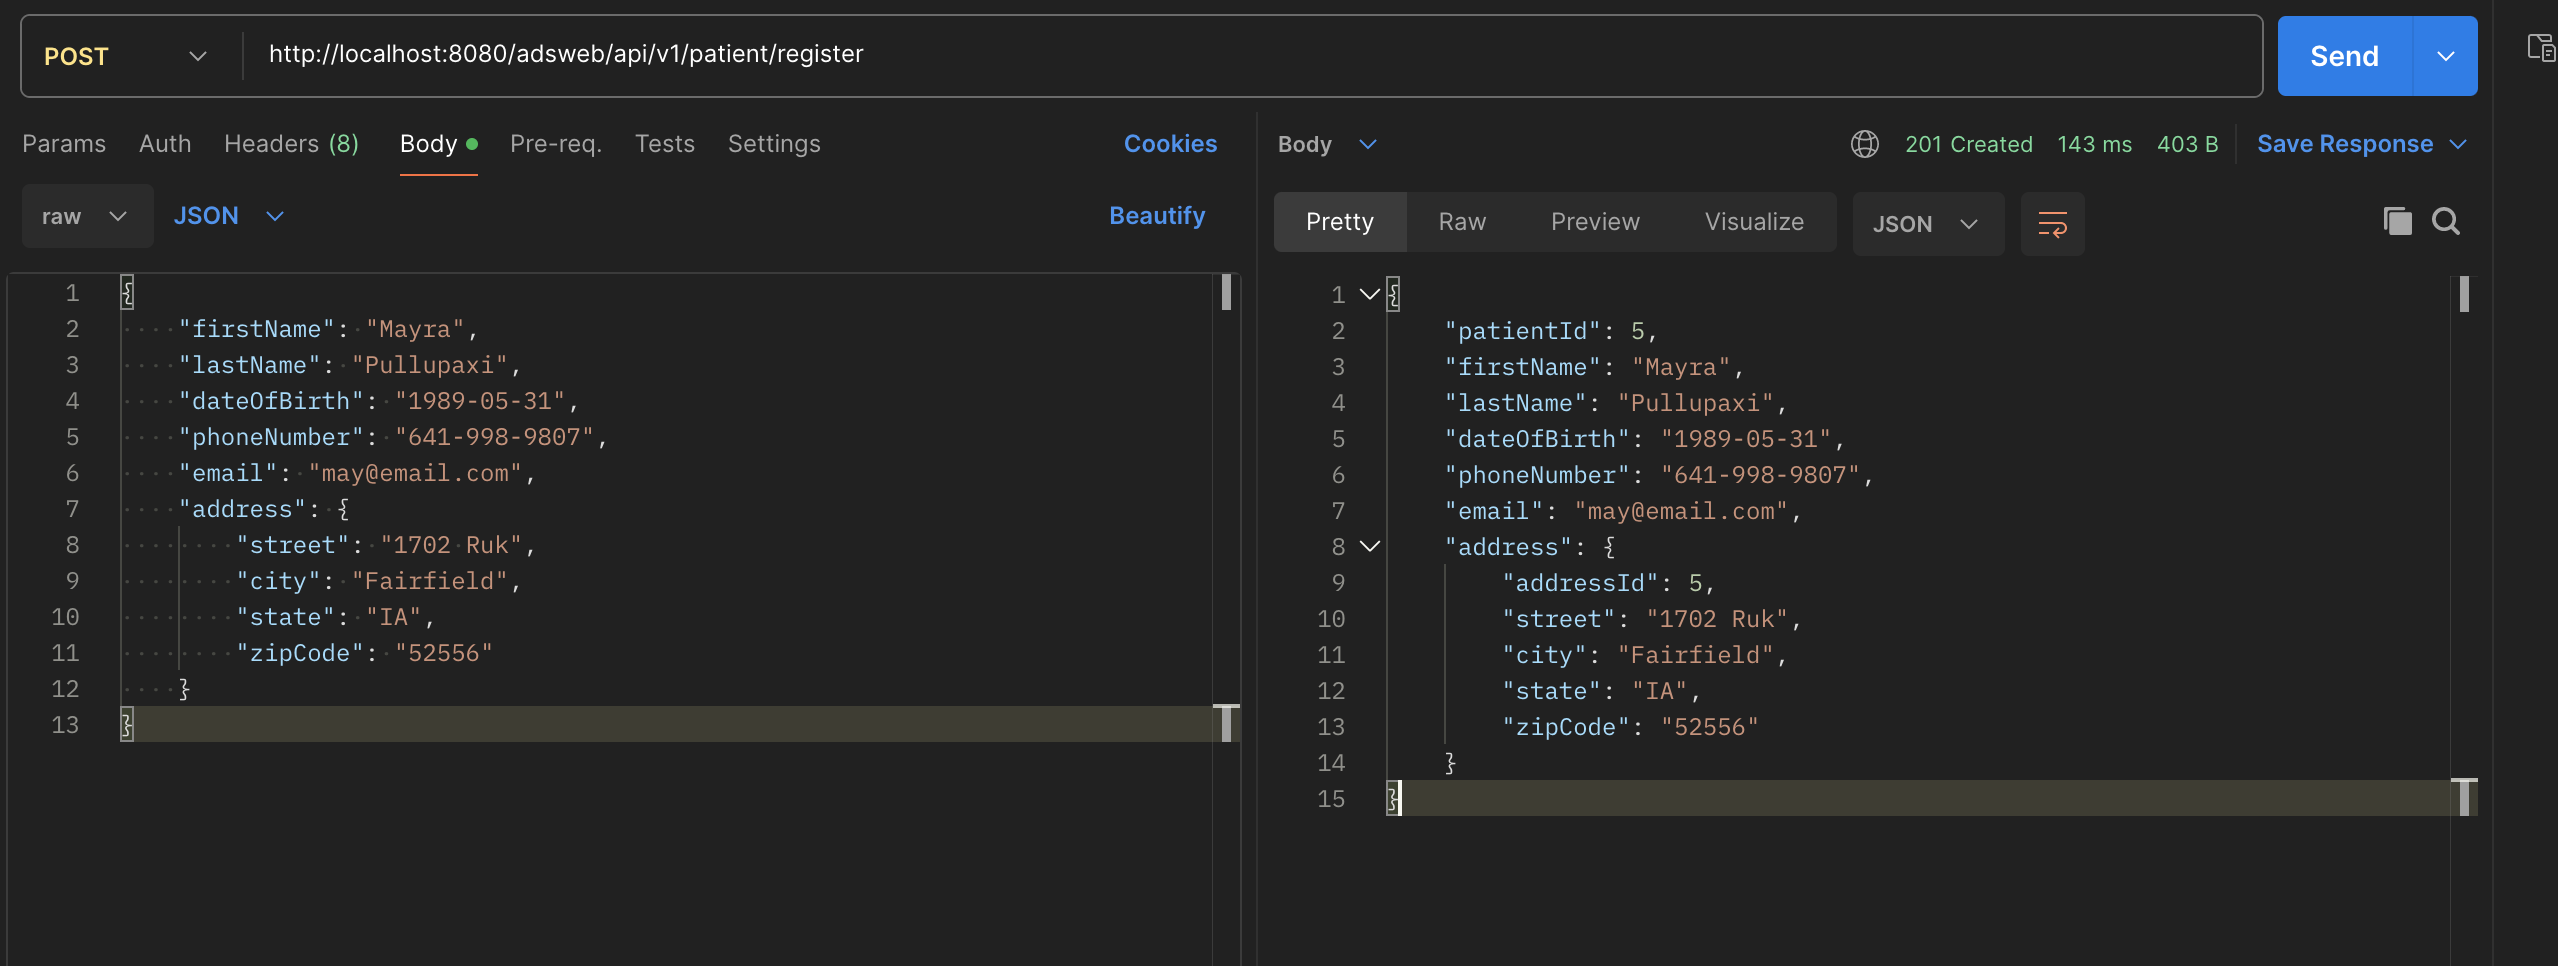 POST http://localhost:8080/adsweb/api/v1/patient/register Send
Params Auth Headers (8) Body Pre-req. Tests Settings Cookies
raw JSON Beautify
1 {
2 "firstName": "Mayra",
3 "lastName": "Pullupaxi",
4 "dateOfBirth": "1989-05-31",
5 "phoneNumber": "641-998-9807",
6 "email": "may@email.com",
7 "address": {
8 "street": "1702 Ruk",
9 "city": "Fairfield",
10 "state": "IA",
11 "zipCode": "52556"
12 }
13 }
Body 201 Created 143 ms 403 B Save Response
Pretty Raw Preview Visualize JSON
1 {
2 "patientId": 5,
3 "firstName": "Mayra",
4 "lastName": "Pullupaxi",
5 "dateOfBirth": "1989-05-31",
6 "phoneNumber": "641-998-9807",
7 "email": "may@email.com",
8 "address": {
9 "addressId": 5,
10 "street": "1702 Ruk",
11 "city": "Fairfield",
12 "state": "IA",
13 "zipCode": "52556"
14 }
15 }